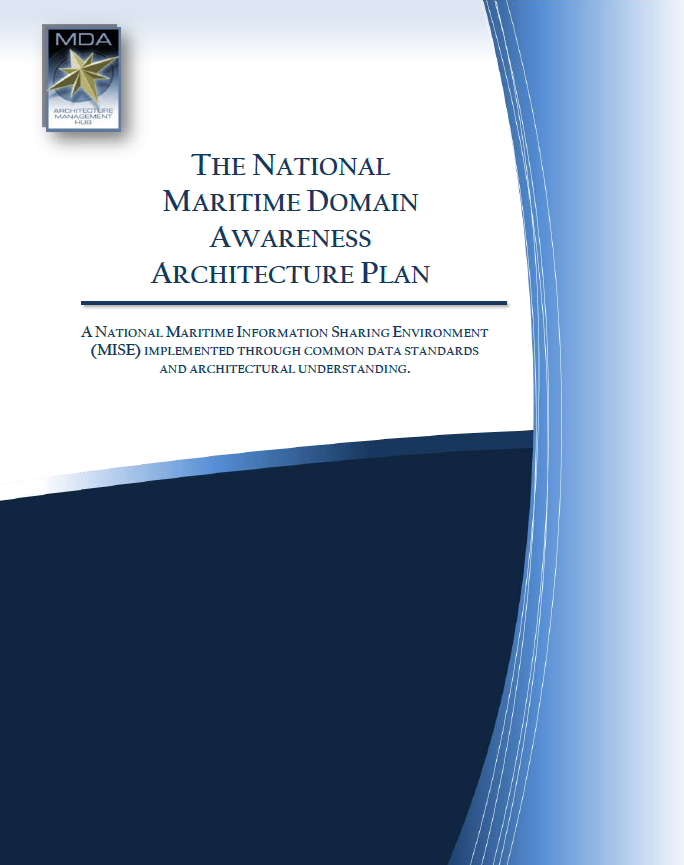 MDA
ARCHITECTURE
MANAGEMENT
HUB
THE NATIONAL
MARITIME DOMAIN
AWARENESS
ARCHITECTURE PLAN
A NATIONAL MARITIME INFORMATION SHARING ENVIRONMENT
(MISE) IMPLEMENTED THROUGH COMMON DATA STANDARDS
AND ARCHITECTURAL UNDERSTANDING.